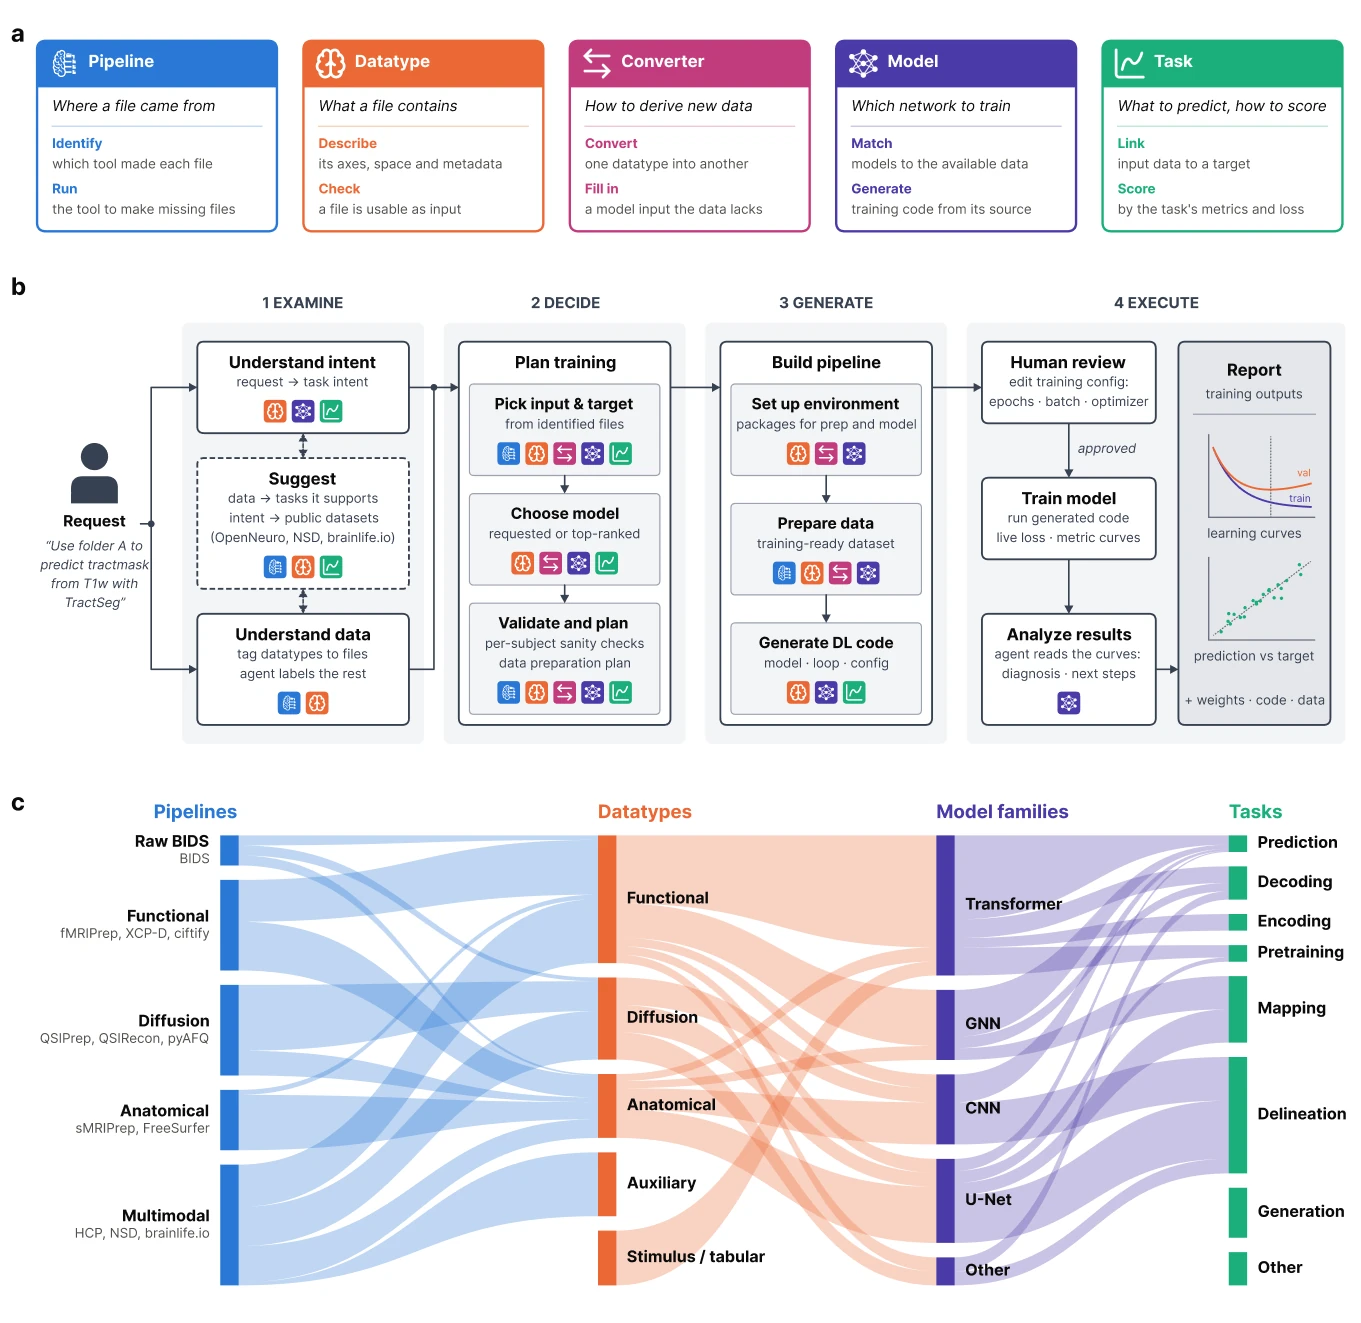 a
Pipeline
Where a file came from
Identify
which tool made each file
Run
the tool to make missing files
Datatype
What a file contains
Describe
its axes, space and metadata
Check
a file is usable as input
Converter
How to derive new data
Convert
one datatype into another
Fill in
a model input the data lacks
Model
Which network to train
Match
models to the available data
Generate
training code from its source
Task
What to predict, how to score
Link
input data to a target
Score
by the task's metrics and loss
b
Request
“Use folder A to
predict tractmask
from T1w with
TractSeg”
1 EXAMINE
Understand intent
request → task intent
Suggest
data → tasks it supports
intent → public datasets
(OpenNeuro, NSD, brainlife.io)
Understand data
tag datatypes to files
agent labels the rest
2 DECIDE
Plan training
Pick input & target
from identified files
Choose model
requested or top-ranked
Validate and plan
per-subject sanity checks
data preparation plan
3 GENERATE
Build pipeline
Set up environment
packages for prep and model
Prepare data
training-ready dataset
Generate DL code
model · loop · config
4 EXECUTE
Human review
edit training config:
epochs · batch · optimizer
approved
Train model
run generated code
live loss · metric curves
Analyze results
agent reads the curves:
diagnosis · next steps
Report
training outputs
val
train
learning curves
prediction vs target
+ weights · code · data
c
Pipelines
Raw BIDS
BIDS
Functional
fMRIPrep, XCP-D, ciftify
Diffusion
QSIPrep, QSIRecon, pyAFQ
Anatomical
sMRIPrep, FreeSurfer
Multimodal
HCP, NSD, brainlife.io
Datatypes
Functional
Diffusion
Anatomical
Auxiliary
Stimulus / tabular
Model families
Transformer
GNN
CNN
U-Net
Other
Tasks
Prediction
Decoding
Encoding
Pretraining
Mapping
Delineation
Generation
Other